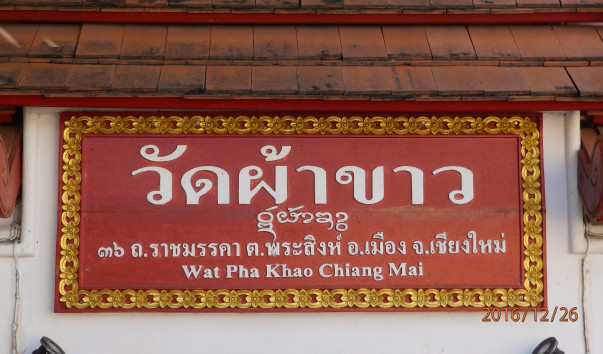 วัดผ้าขาว
๓๖ ถ.ราชมรรคา ต.พระสิงห์ อ.เมือง จ.เชียงใหม่
Wat Pha Khao Chiang Mai
2016/12/26